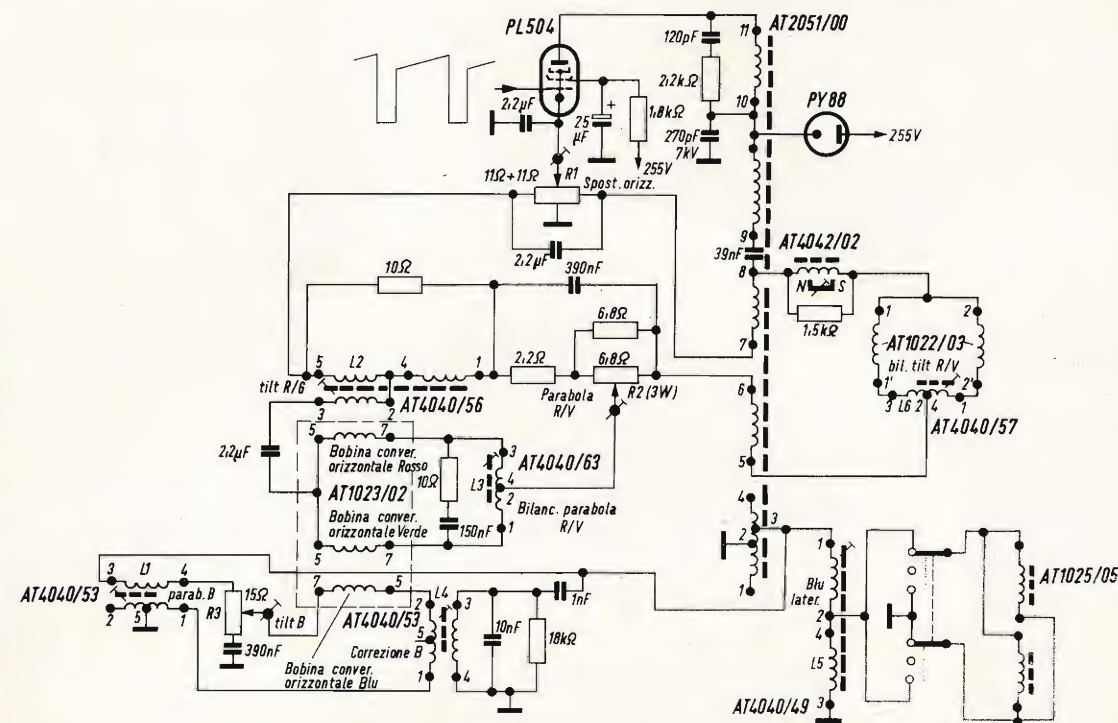 PL504
AT2051/00
11
120pF
2,2kΩ
10
2,2µF
+
25
µF
1,8kΩ
270pF
7kV
PY88
255V
255V
R1
11Ω+11Ω
Spost. orizz.
2,2µF
9
39nF
8
AT4042/02
N
S
1,5kΩ
7
10Ω
390nF
6,8Ω
1
2
AT1022/03
bil. tilt R/V
1'
2'
3
L6
2
4
1
AT4040/57
5
L2
4
1
2,2Ω
6,8Ω
R2 (3W)
6
tilt R/G
Parabola
R/V
3
2
AT4040/56
5
7
2,2µF
Bobina conver.
orizzontale Rosso
AT1023/02
Bobina conver.
orizzontale Verde
5
7
10Ω
150nF
3
AT4040/63
L3
4
2
Bilanc. parabola
R/V
1
5
4
3
2
1
3
L1
4
AT4040/53
parab. B
2
5
1
R3
15Ω
tilt B
390nF
7
5
AT4040/53
Bobina conver.
orizzontale Blu
2
L4
3
5
Correzione B
1
4
10nF
18kΩ
1nF
1
Blu
later.
2
4
L5
3
AT4040/49
AT1025/05